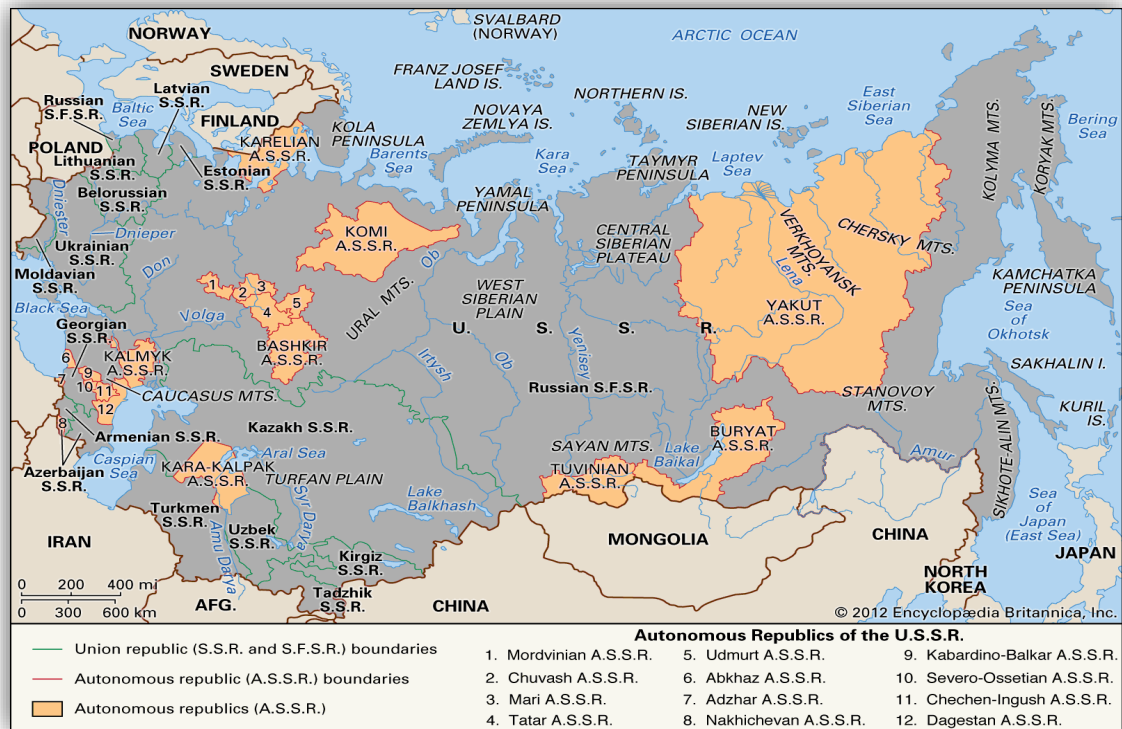 SVALBARD
(NORWAY)
ARCTIC OCEAN
NORWAY
SWEDEN
FINLAND
Latvian
S.S.R.
Russian
S.F.S.R.
Baltic
Sea
POLAND
Lithuanian
S.S.R.
Estonian
S.S.R.
Belorussian
S.S.R.
KARELIAN
A.S.S.R.
KOLA
PENINSULA
Barents
Sea
FRANZ JOSEF
LAND IS.
NOVAYA
ZEMLYA IS.
NORTHERN IS.
Kara
Sea
YAMAL
PENINSULA
TAYMYR
PENINSULA
NEW
SIBERIAN IS.
Laptev
Sea
East
Siberian
Sea
KOLYMA MTS.
KORYAK MTS.
Bering
Sea
Dniester
Dnieper
Ukrainian
S.S.R.
Moldavian
S.S.R.
Don
Black Sea
Volga
KOMI
A.S.S.R.
URAL MTS.
Ob
WEST
SIBERIAN
PLAIN
CENTRAL
SIBERIAN
PLATEAU
VERKHOYANSK
MTS.
CHERSKY MTS.
Lena
YAKUT
A.S.S.R.
KAMCHATKA
PENINSULA
Sea
of
Okhotsk
1
2
3
4
5
BASHKIR
A.S.S.R.
U. S. S. R.
Irtysh
Ob
Yenisey
Russian S.F.S.R.
STANOVOY
MTS.
SAKHALIN I.
KURIL
IS.
Georgian
S.S.R.
KALMYK
A.S.S.R.
6
7
8
9
10
11
12
CAUCASUS MTS.
Armenian S.S.R.
Azerbaijan
S.S.R.
Caspian
Sea
Kazakh S.S.R.
Aral Sea
KARA-KALPAK
A.S.S.R.
TURFAN PLAIN
Syr Darya
Lake
Balkhash
Turkmen
S.S.R.
Amu Darya
Uzbek
S.S.R.
Kirgiz
S.S.R.
Tadzhik
S.S.R.
SAYAN MTS.
TUVINIAN
A.S.S.R.
Lake
Baikal
BURYAT
A.S.S.R.
Amur
SIKHOTE-ALIN MTS.
Sea
of
Japan
(East Sea)
JAPAN
IRAN
AFG.
CHINA
MONGOLIA
CHINA
NORTH
KOREA
0 200 400 mi
0 300 600 km
© 2012 Encyclopædia Britannica, Inc.
Union republic (S.S.R. and S.F.S.R.) boundaries
Autonomous republic (A.S.S.R.) boundaries
Autonomous republics (A.S.S.R.)
Autonomous Republics of the U.S.S.R.
1. Mordvinian A.S.S.R.
2. Chuvash A.S.S.R.
3. Mari A.S.S.R.
4. Tatar A.S.S.R.
5. Udmurt A.S.S.R.
6. Abkhaz A.S.S.R.
7. Adzhar A.S.S.R.
8. Nakhichevan A.S.S.R.
9. Kabardino-Balkar A.S.S.R.
10. Severo-Ossetian A.S.S.R.
11. Chechen-Ingush A.S.S.R.
12. Dagestan A.S.S.R.